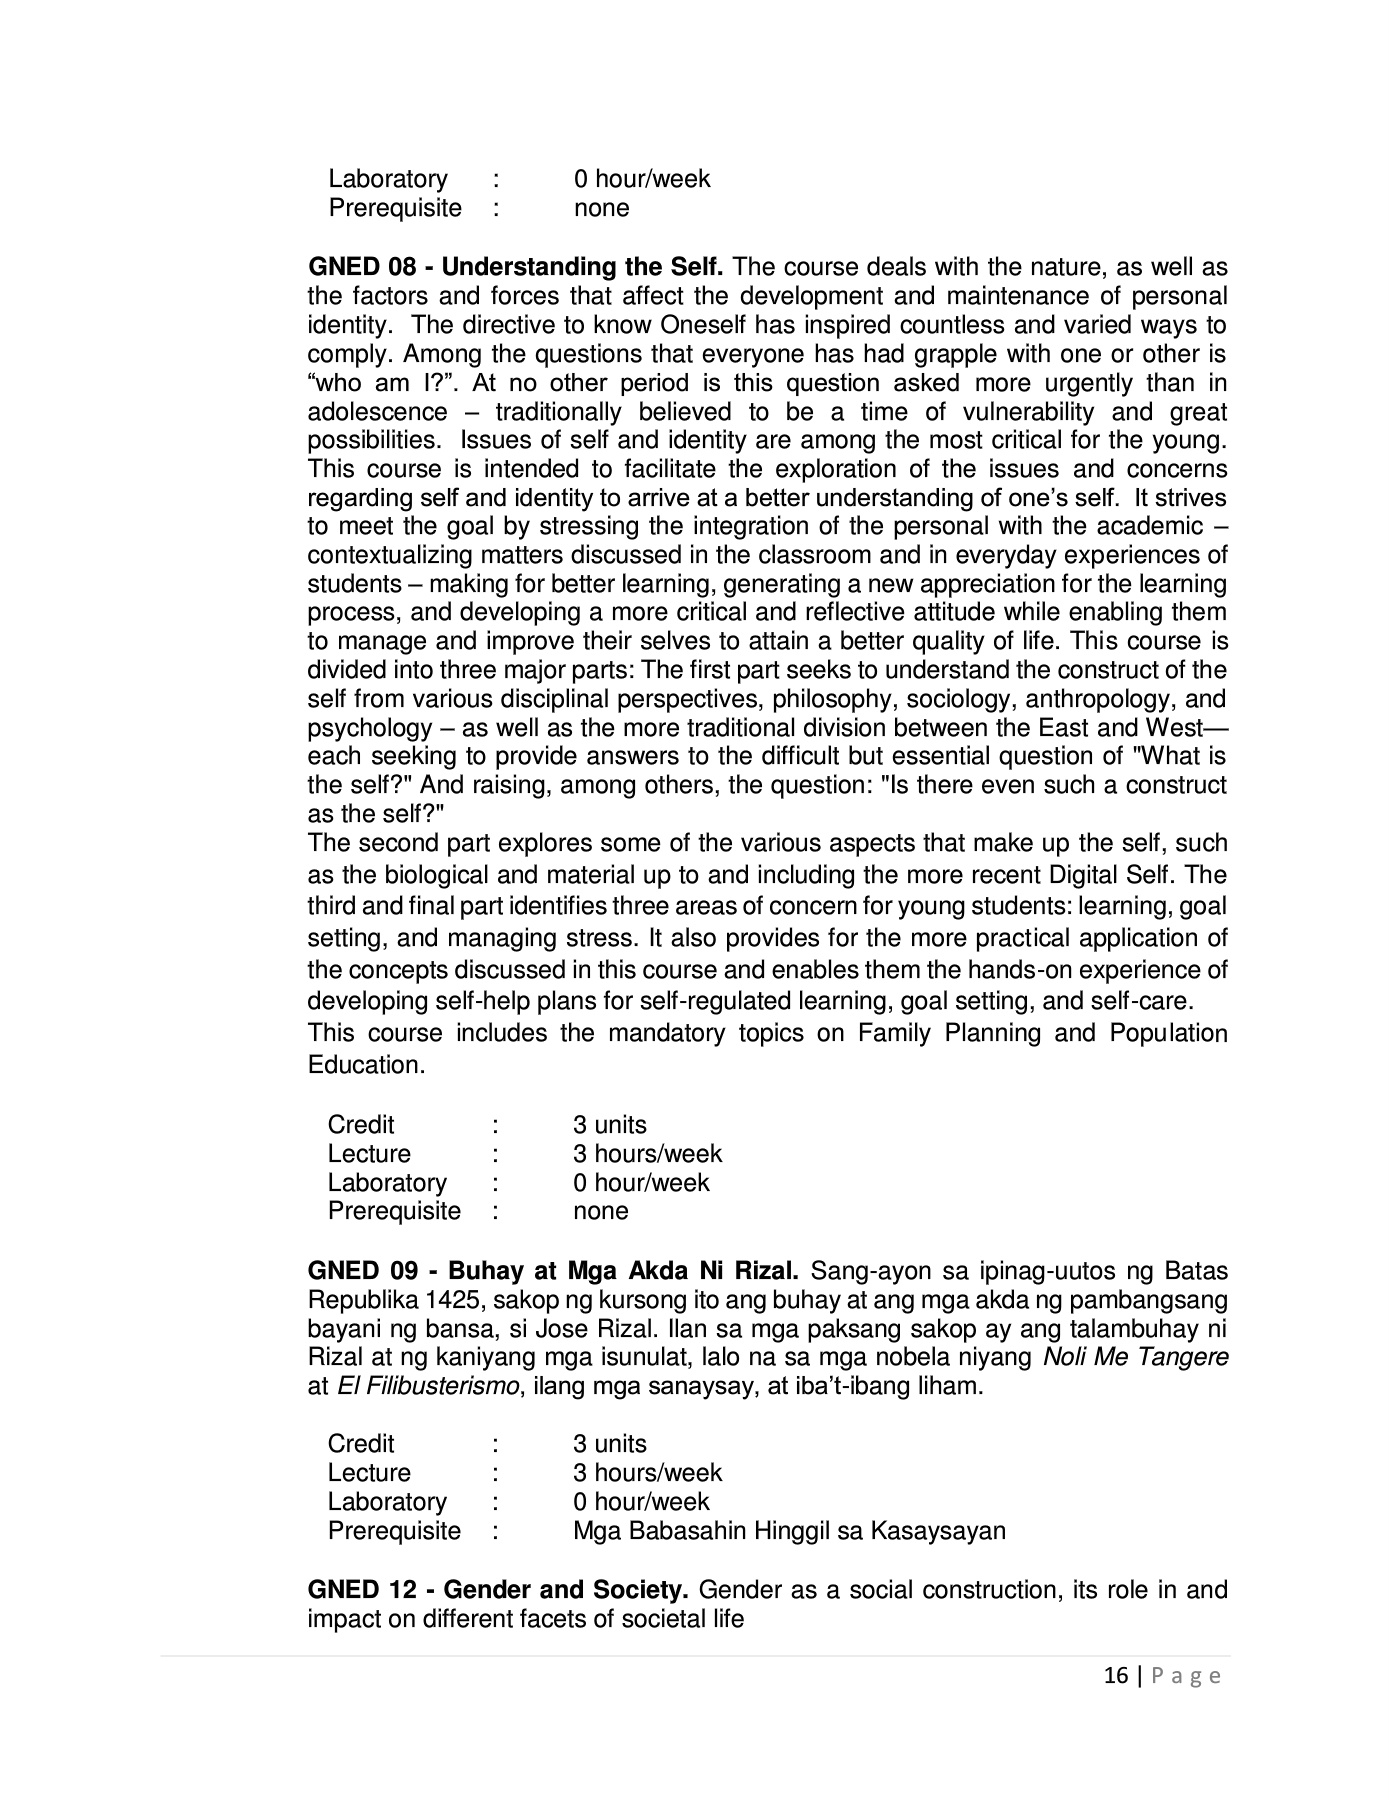 Laboratory : 0 hour/week
Prerequisite : none
GNED 08 - Understanding the Self. The course deals with the nature, as well as
the factors and forces that affect the development and maintenance of personal
identity.  The directive to know Oneself has inspired countless and varied ways to
comply. Among the questions that everyone has had grapple with one or other is
“who am I?”. At no other period is this question asked more urgently than in
adolescence – traditionally believed to be a time of vulnerability and great
possibilities.  Issues of self and identity are among the most critical for the young.
This course is intended to facilitate the exploration of the issues and concerns
regarding self and identity to arrive at a better understanding of one’s self.  It strives
to meet the goal by stressing the integration of the personal with the academic –
contextualizing matters discussed in the classroom and in everyday experiences of
students – making for better learning, generating a new appreciation for the learning
process, and developing a more critical and reflective attitude while enabling them
to manage and improve their selves to attain a better quality of life. This course is
divided into three major parts: The first part seeks to understand the construct of the
self from various disciplinal perspectives, philosophy, sociology, anthropology, and
psychology – as well as the more traditional division between the East and West—
each seeking to provide answers to the difficult but essential question of "What is
the self?" And raising, among others, the question: "Is there even such a construct
as the self?"
The second part explores some of the various aspects that make up the self, such
as the biological and material up to and including the more recent Digital Self. The
third and final part identifies three areas of concern for young students: learning, goal
setting, and managing stress. It also provides for the more practical application of
the concepts discussed in this course and enables them the hands-on experience of
developing self-help plans for self-regulated learning, goal setting, and self-care.
This course includes the mandatory topics on Family Planning and Population
Education.
Credit : 3 units
Lecture : 3 hours/week
Laboratory : 0 hour/week
Prerequisite : none
GNED 09 - Buhay at Mga Akda Ni Rizal. Sang-ayon sa ipinag-uutos ng Batas
Republika 1425, sakop ng kursong ito ang buhay at ang mga akda ng pambangsang
bayani ng bansa, si Jose Rizal. Ilan sa mga paksang sakop ay ang talambuhay ni
Rizal at ng kaniyang mga isunulat, lalo na sa mga nobela niyang Noli Me Tangere
at El Filibusterismo, ilang mga sanaysay, at iba’t-ibang liham.
Credit : 3 units
Lecture : 3 hours/week
Laboratory : 0 hour/week
Prerequisite : Mga Babasahin Hinggil sa Kasaysayan
GNED 12 - Gender and Society. Gender as a social construction, its role in and
impact on different facets of societal life
16 | Page